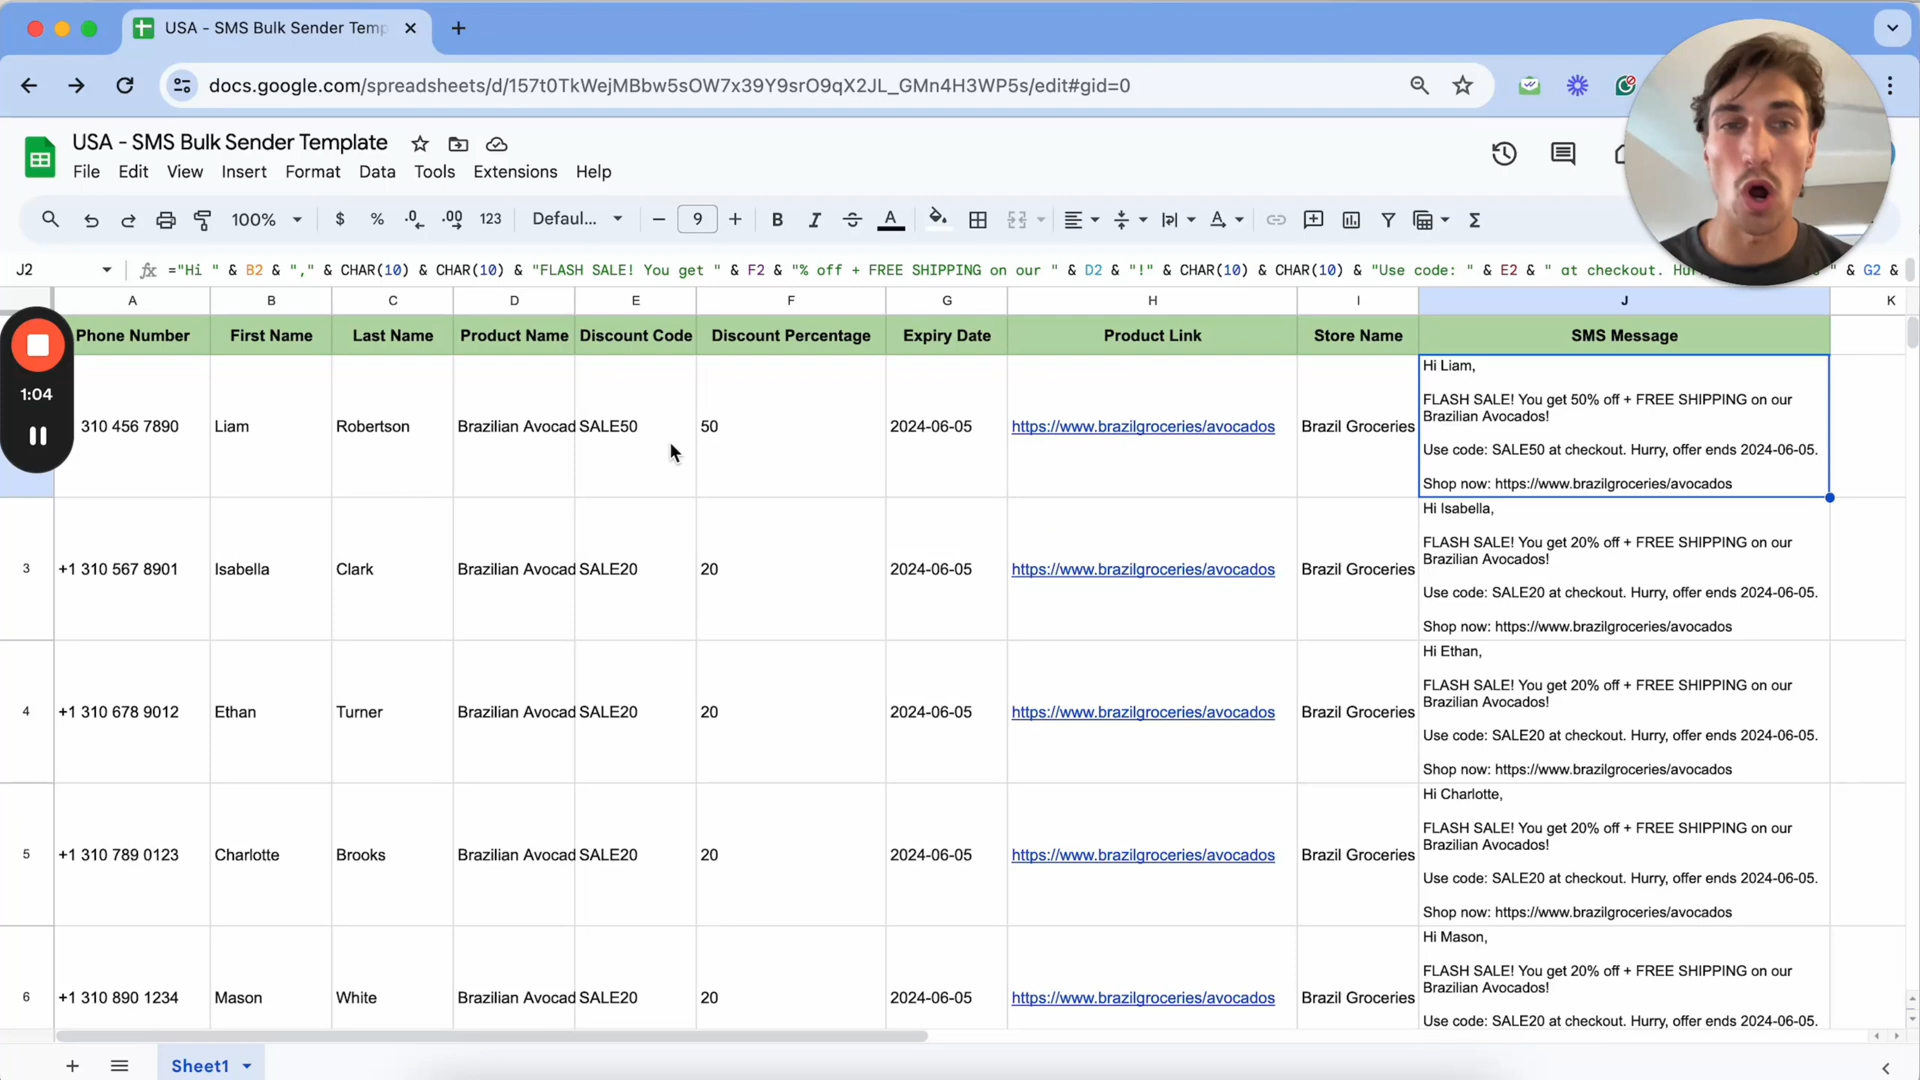 USA - SMS Bulk Sender Temp
docs.google.com/spreadsheets/d/157t0TkWejMBbw5sOW7x39Y9srO9qX2JL_GMn4H3WP5s/edit#gid=0
USA - SMS Bulk Sender Template
File Edit View Insert Format Data Tools Extensions Help
100% $ % .0 .00 123 Defaul... 9 B I A
J2 fx ="Hi " & B2 & "," & CHAR(10) & CHAR(10) & "FLASH SALE! You get " & F2 & "% off + FREE SHIPPING on our " & D2 & "!" & CHAR(10) & CHAR(10) & "Use code: " & E2 & " at checkout. " & G2 &
A B C D E F G H I J K
Phone Number First Name Last Name Product Name Discount Code Discount Percentage Expiry Date Product Link Store Name SMS Message
1:04
310 456 7890 Liam Robertson Brazilian Avocad SALE50 50 2024-06-05 https://www.brazilgroceries/avocados Brazil Groceries
Hi Liam,
FLASH SALE! You get 50% off + FREE SHIPPING on our
Brazilian Avocados!
Use code: SALE50 at checkout. Hurry, offer ends 2024-06-05.
Shop now: https://www.brazilgroceries/avocados
3 +1 310 567 8901 Isabella Clark Brazilian Avocad SALE20 20 2024-06-05 https://www.brazilgroceries/avocados Brazil Groceries
Hi Isabella,
FLASH SALE! You get 20% off + FREE SHIPPING on our
Brazilian Avocados!
Use code: SALE20 at checkout. Hurry, offer ends 2024-06-05.
Shop now: https://www.brazilgroceries/avocados
4 +1 310 678 9012 Ethan Turner Brazilian Avocad SALE20 20 2024-06-05 https://www.brazilgroceries/avocados Brazil Groceries
Hi Ethan,
FLASH SALE! You get 20% off + FREE SHIPPING on our
Brazilian Avocados!
Use code: SALE20 at checkout. Hurry, offer ends 2024-06-05.
Shop now: https://www.brazilgroceries/avocados
5 +1 310 789 0123 Charlotte Brooks Brazilian Avocad SALE20 20 2024-06-05 https://www.brazilgroceries/avocados Brazil Groceries
Hi Charlotte,
FLASH SALE! You get 20% off + FREE SHIPPING on our
Brazilian Avocados!
Use code: SALE20 at checkout. Hurry, offer ends 2024-06-05.
Shop now: https://www.brazilgroceries/avocados
6 +1 310 890 1234 Mason White Brazilian Avocad SALE20 20 2024-06-05 https://www.brazilgroceries/avocados Brazil Groceries
Hi Mason,
FLASH SALE! You get 20% off + FREE SHIPPING on our
Brazilian Avocados!
Use code: SALE20 at checkout. Hurry, offer ends 2024-06-05.
Sheet1